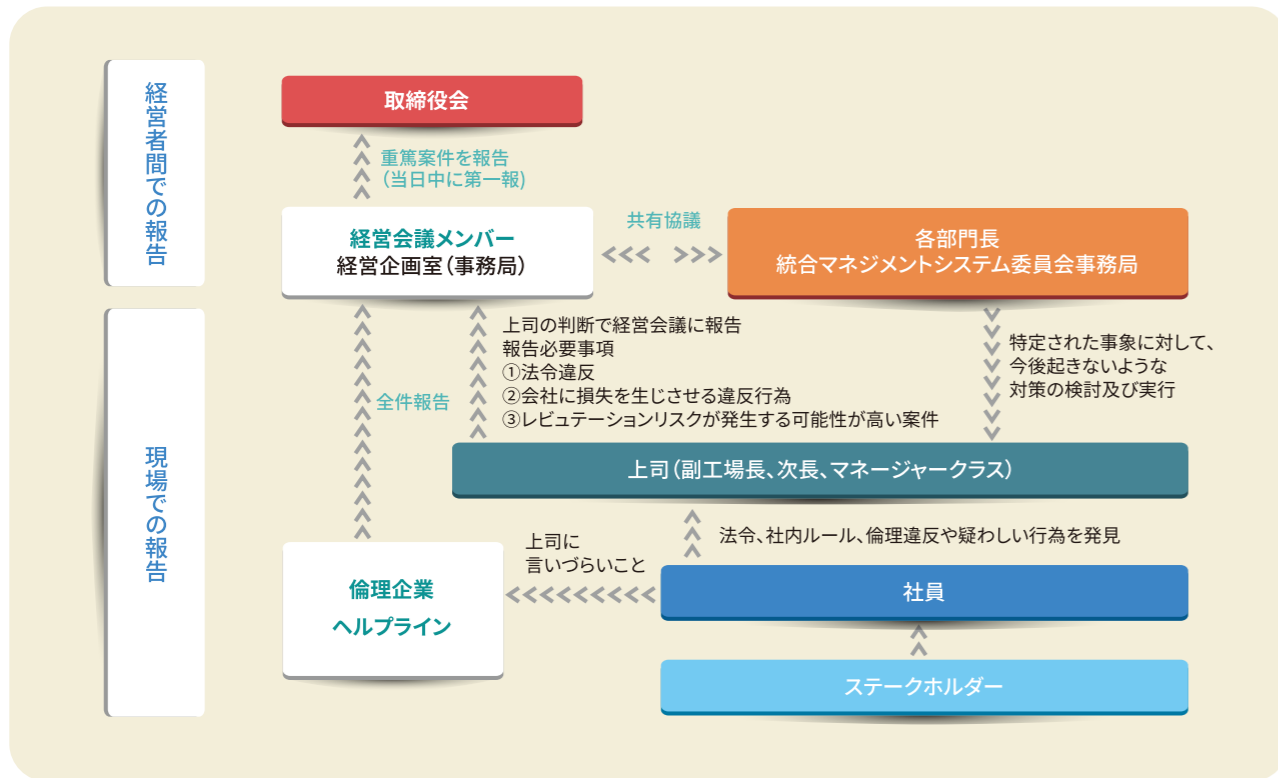 経営者間での報告
取締役会
重篤案件を報告
(当日中に第一報)
経営会議メンバー
経営企画室(事務局)
共有協議
各部門長
統合マネジメントシステム委員会事務局
現場での報告
全件報告
上司の判断で経営会議に報告
報告必要事項
①法令違反
②会社に損失を生じさせる違反行為
③レピュテーションリスクが発生する可能性が高い案件
特定された事象に対して、
今後起きないような
対策の検討及び実行
上司(副工場長、次長、マネージャークラス)
法令、社内ルール、倫理違反や疑わしい行為を発見
上司に
言いづらいこと
倫理企業
ヘルプライン
社員
ステークホルダー